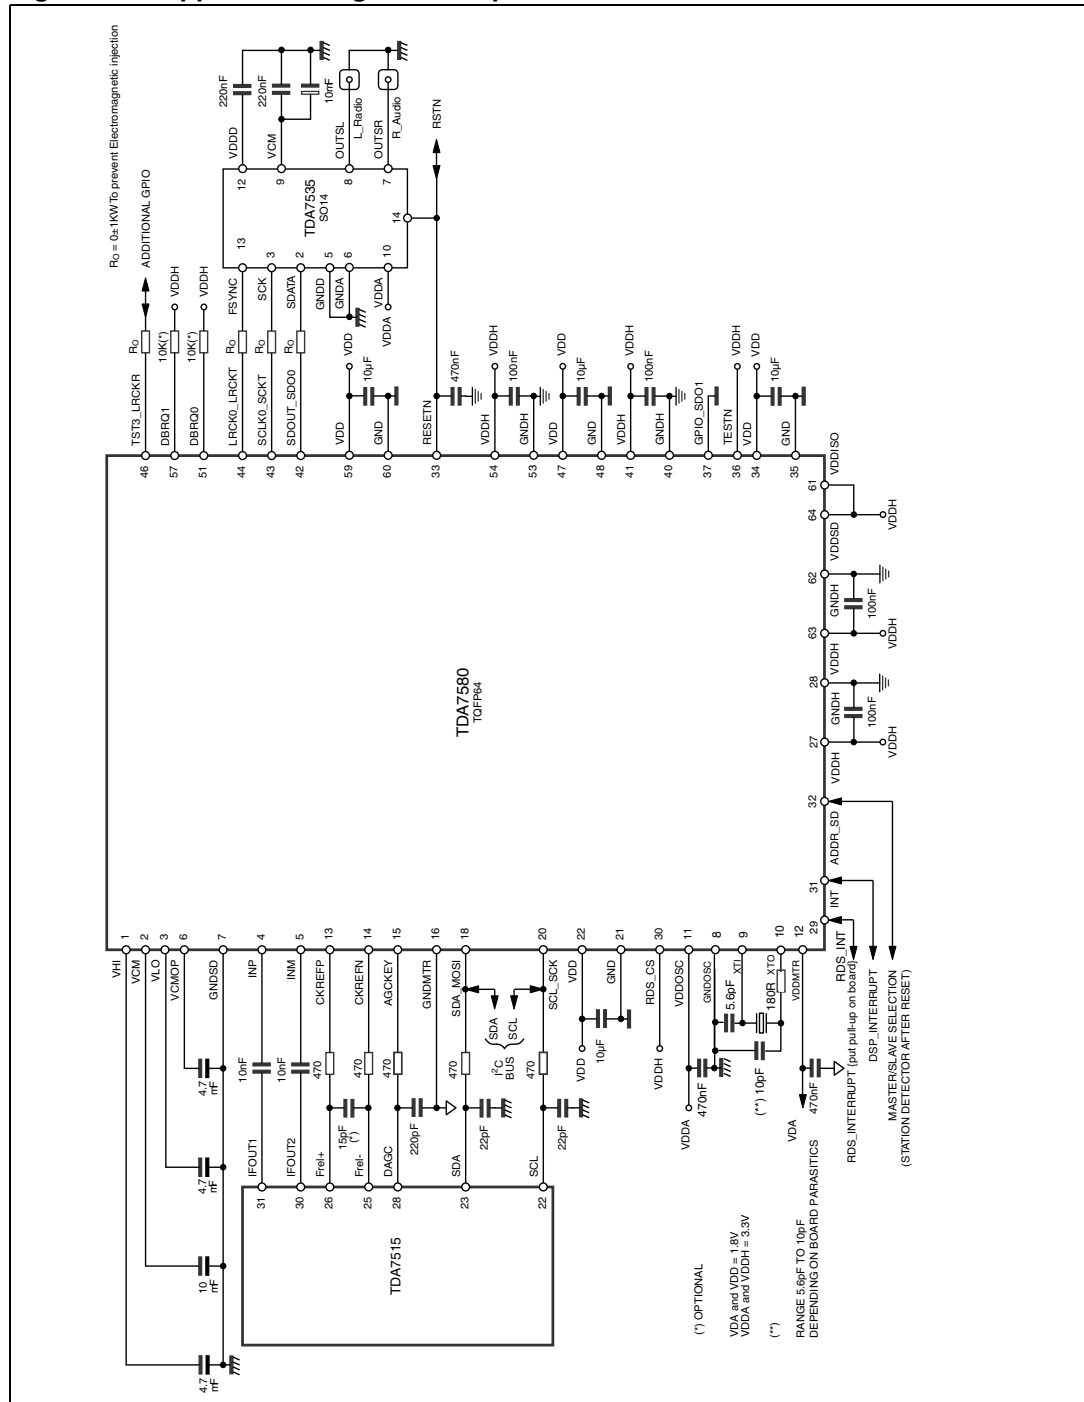 R₀ = 0±1KW To prevent Electromagnetic injection
ADDITIONAL GPIO
VDDH
VDDH
R₀
10K(*)
10K(*)
TST3_LRCKR
DBRQ1
DBRQ0
46
57
51
220nF
220nF
10mF
VDDD
VCM
OUTSL
L_Radio
OUTSR
R_Audio
RSTN
12
9
8
7
TDA7535
SO14
14
13
3
2
5
6
10
FSYNC
SCK
SDATA
GNDD
GNDA
VDDA
VDDA
R₀
R₀
R₀
LRCK0_LRCKT
SCLK0_SCKT
SDOUT_SDO0
44
43
42
VDD
10µF
VDD
GND
59
60
RESETN
470nF
33
VDDH
100nF
VDDH
GNDH
54
53
VDD
10µF
VDD
GND
47
48
VDDH
100nF
VDDH
GNDH
41
40
GPIO_SDO1
37
VDDH
TESTN
36
VDD
10µF
VDD
GND
34
35
VDDISO
61
64
VDDSD
VDDH
62
GNDH
100nF
63
VDDH
VDDH
28
GNDH
100nF
27
VDDH
VDDH
32
ADDR_SD
31
INT
29
RDS_INT
TDA7580
TQFP64
1
2
3
6
7
4
5
13
14
15
16
18
20
22
21
30
11
8
9
10
12
VHI
VCM
VLO
VCMOP
GNDSD
INP
INM
CKREFP
CKREFN
AGCKEY
GNDMTR
SDA_MOSI
SCL_SCK
VDD
GND
RDS_CS
VDDOSC
GNDOSC
XTI
XTO
VDDMTR
4.7
mF
4.7
mF
10
mF
4.7
mF
10nF
10nF
470
470
470
470
470
SDA
SCL
I²C
BUS
VDD
10µF
VDDH
5.6pF
180R
470nF
(**) 10pF
VDDA
VDA
470nF
15pF
(*)
220pF
22pF
22pF
IFOUT1
IFOUT2
Fref+
Fref-
DAGC
SDA
SCL
31
30
26
25
28
23
22
TDA7515
RDS_INTERRUPT (put pull-up on board)
DSP_INTERRUPT
MASTER/SLAVE SELECTION
(STATION DETECTOR AFTER RESET)
(*) OPTIONAL
VDA and VDD = 1.8V
VDDA and VDDH = 3.3V
(**)
RANGE 5.6pF TO 10pF
DEPENDING ON BOARD PARASITICS